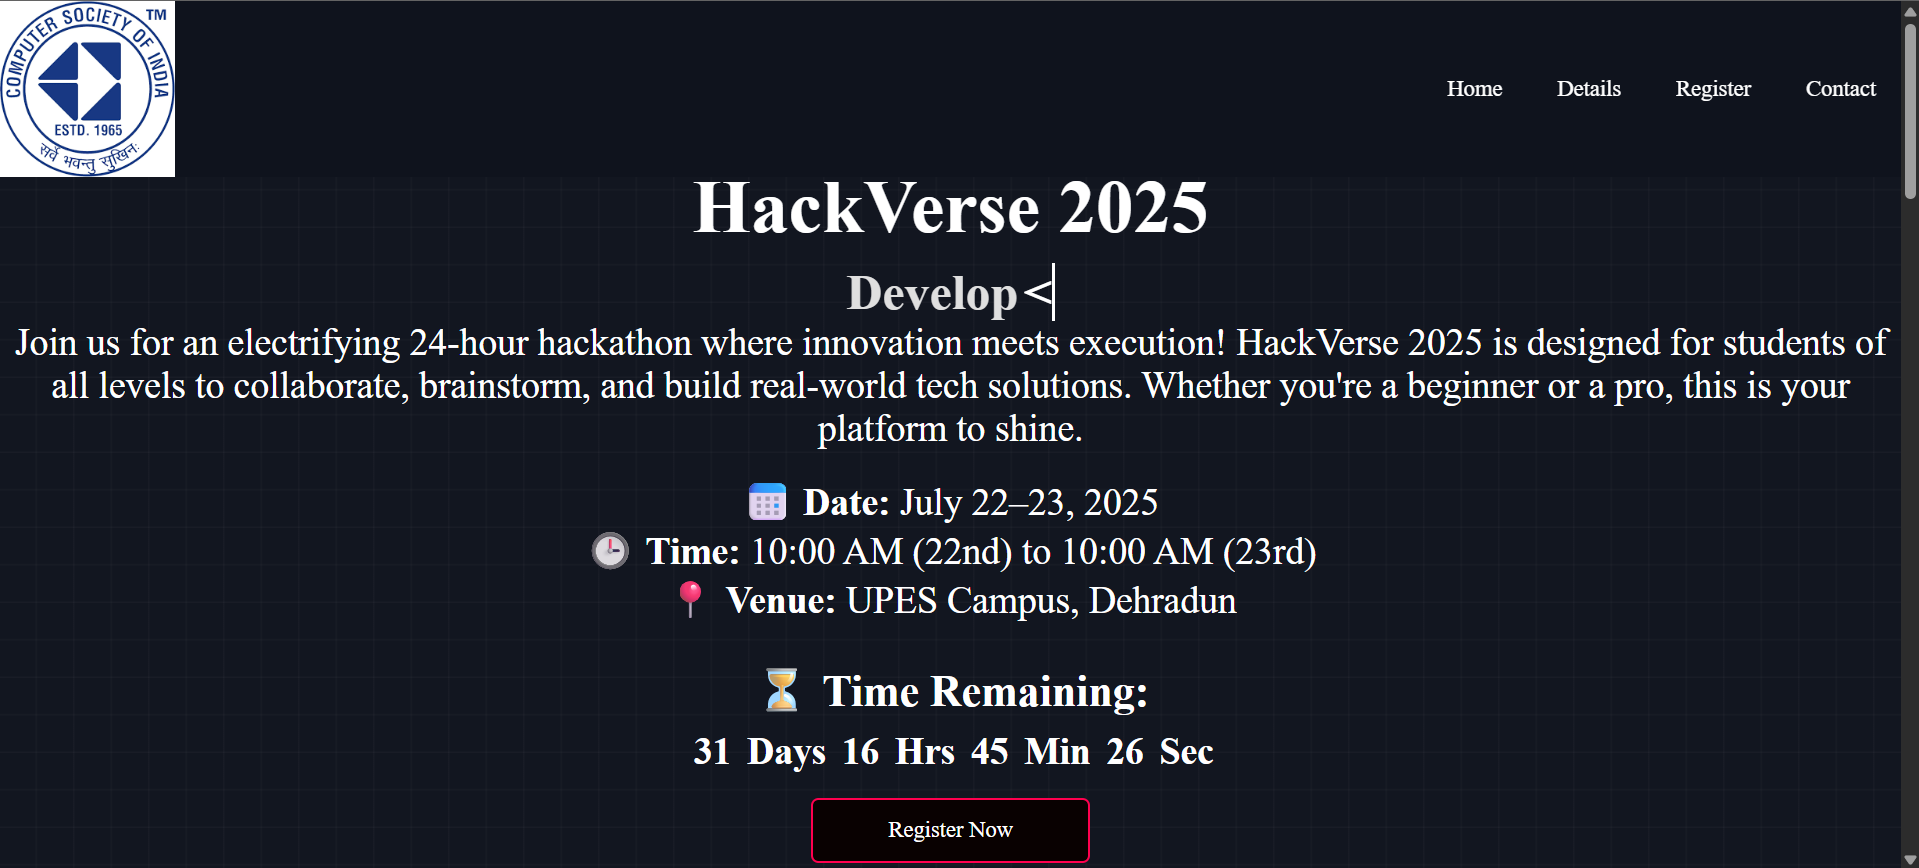 COMPUTER SOCIETY OF INDIA
TM
ESTD. 1965
सर्वे भवन्तु सुखिनः
Home Details Register Contact
HackVerse 2025
Develop<
Join us for an electrifying 24-hour hackathon where innovation meets execution! HackVerse 2025 is designed for students of
all levels to collaborate, brainstorm, and build real-world tech solutions. Whether you're a beginner or a pro, this is your
platform to shine.
Date: July 22–23, 2025
Time: 10:00 AM (22nd) to 10:00 AM (23rd)
Venue: UPES Campus, Dehradun
Time Remaining:
31 Days 16 Hrs 45 Min 26 Sec
Register Now